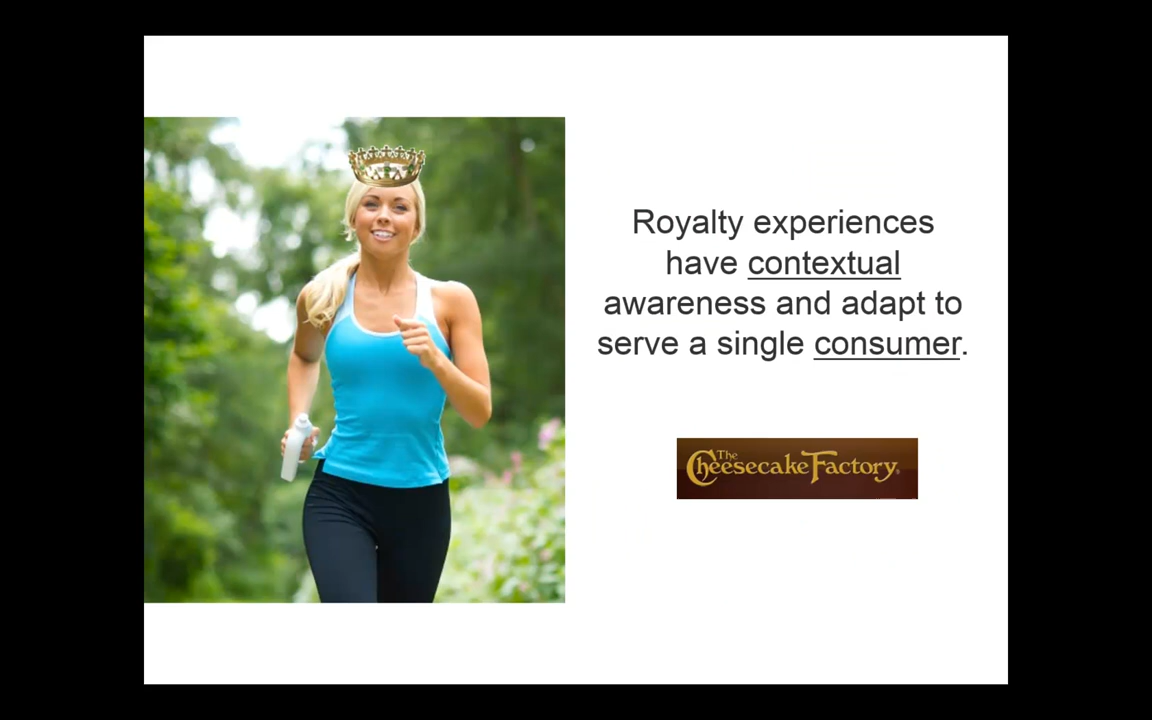 Royalty experiences
have contextual
awareness and adapt to
serve a single consumer.
The
Cheesecake Factory®